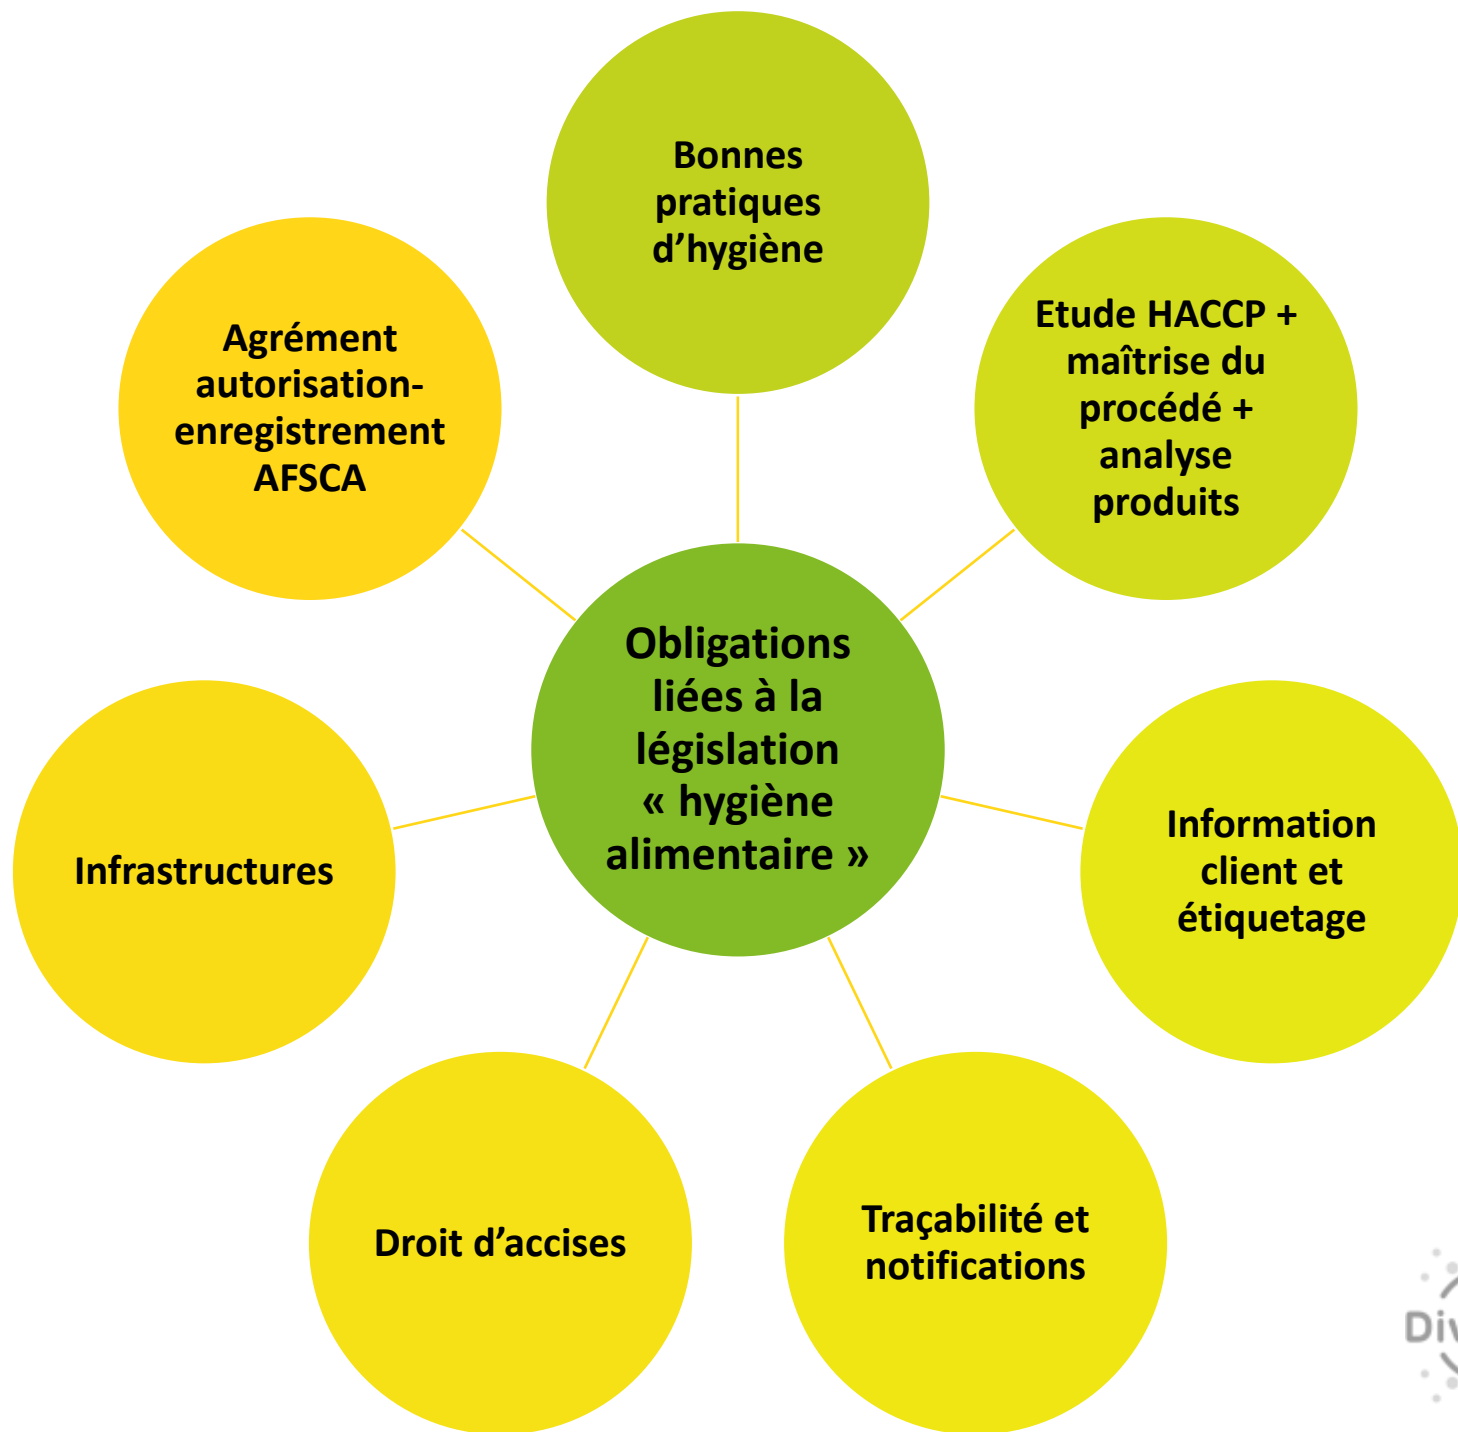 Bonnes
pratiques
d’hygiène
Etude HACCP +
maîtrise du
procédé +
analyse
produits
Agrément
autorisation-
enregistrement
AFSCA
Obligations
liées à la
législation
« hygiène
alimentaire »
Information
client et
étiquetage
Infrastructures
Traçabilité et
notifications
Droit d’accises